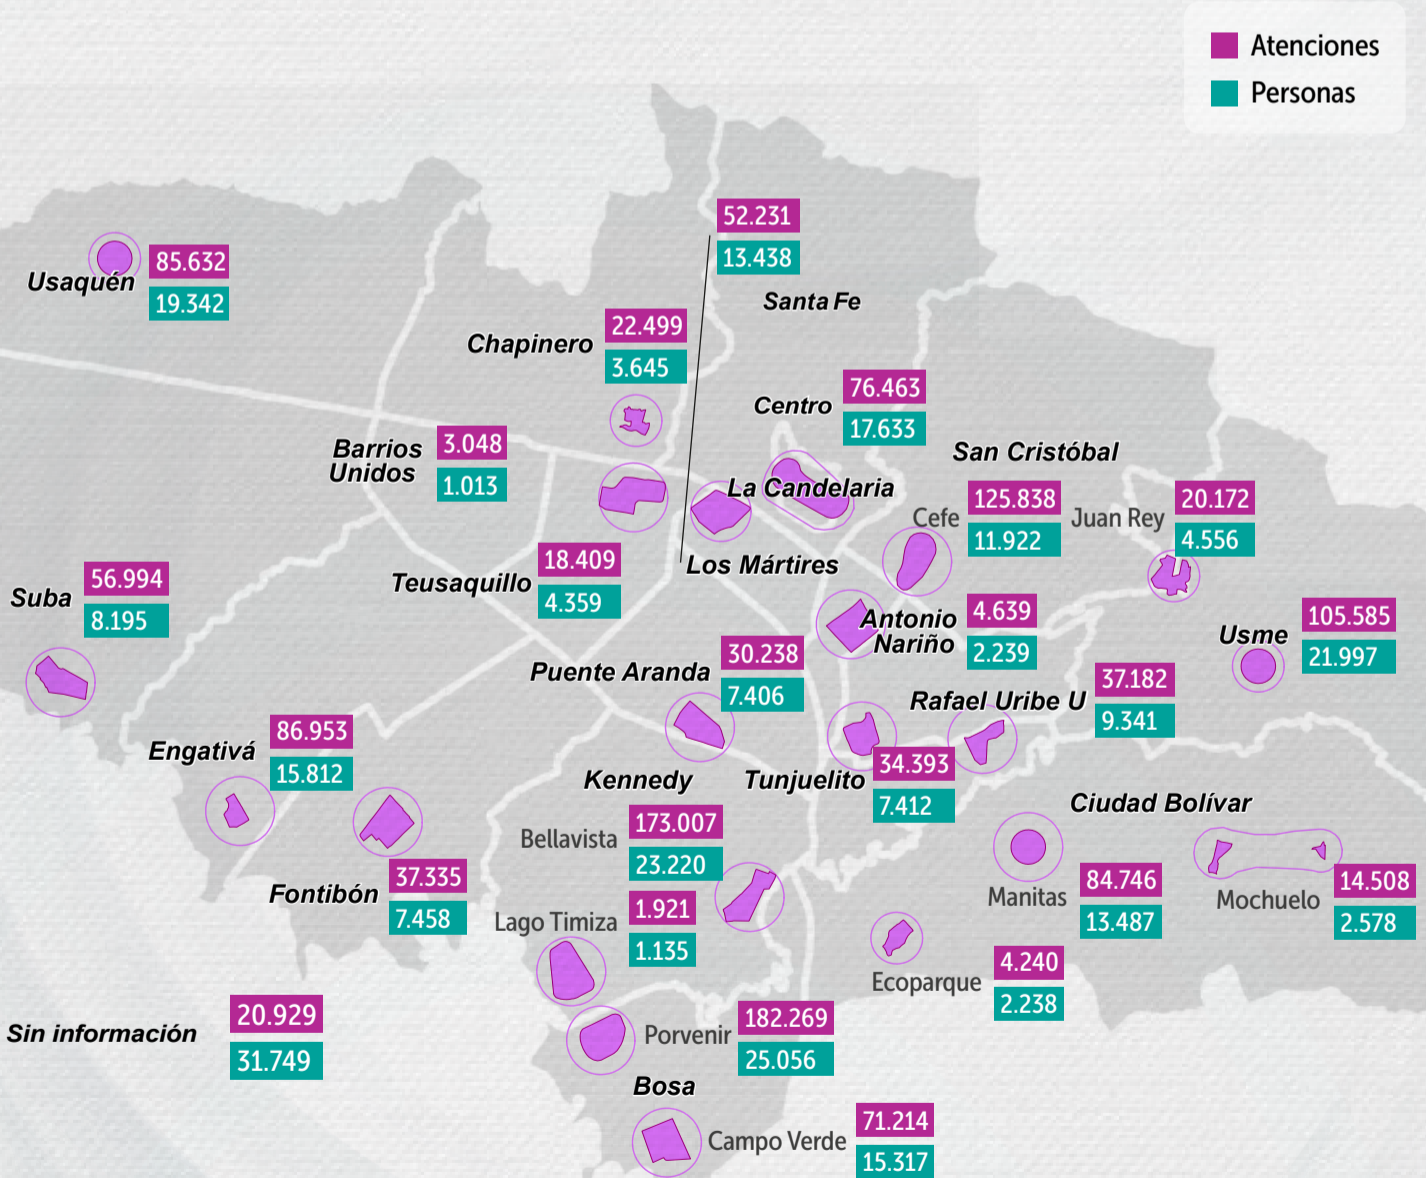 Atenciones
Personas
52.231
13.438
Santa Fe
Usaquén
85.632
19.342
Chapinero
22.499
3.645
Centro
76.463
17.633
Barrios
Unidos
3.048
1.013
La Candelaria
San Cristóbal
Cefe
125.838
11.922
Juan Rey
20.172
4.556
Los Mártires
Teusaquillo
18.409
4.359
Suba
56.994
8.195
Antonio
Nariño
4.639
2.239
Usme
105.585
21.997
Puente Aranda
30.238
7.406
Rafael Uribe U
37.182
9.341
Engativá
86.953
15.812
Kennedy
Bellavista
173.007
23.220
Lago Timiza
1.921
1.135
Tunjuelito
34.393
7.412
Ciudad Bolívar
Manitas
84.746
13.487
Mochuelo
14.508
2.578
Ecoparque
4.240
2.238
Fontibón
37.335
7.458
Sin información
20.929
31.749
Porvenir
182.269
25.056
Bosa
Campo Verde
71.214
15.317